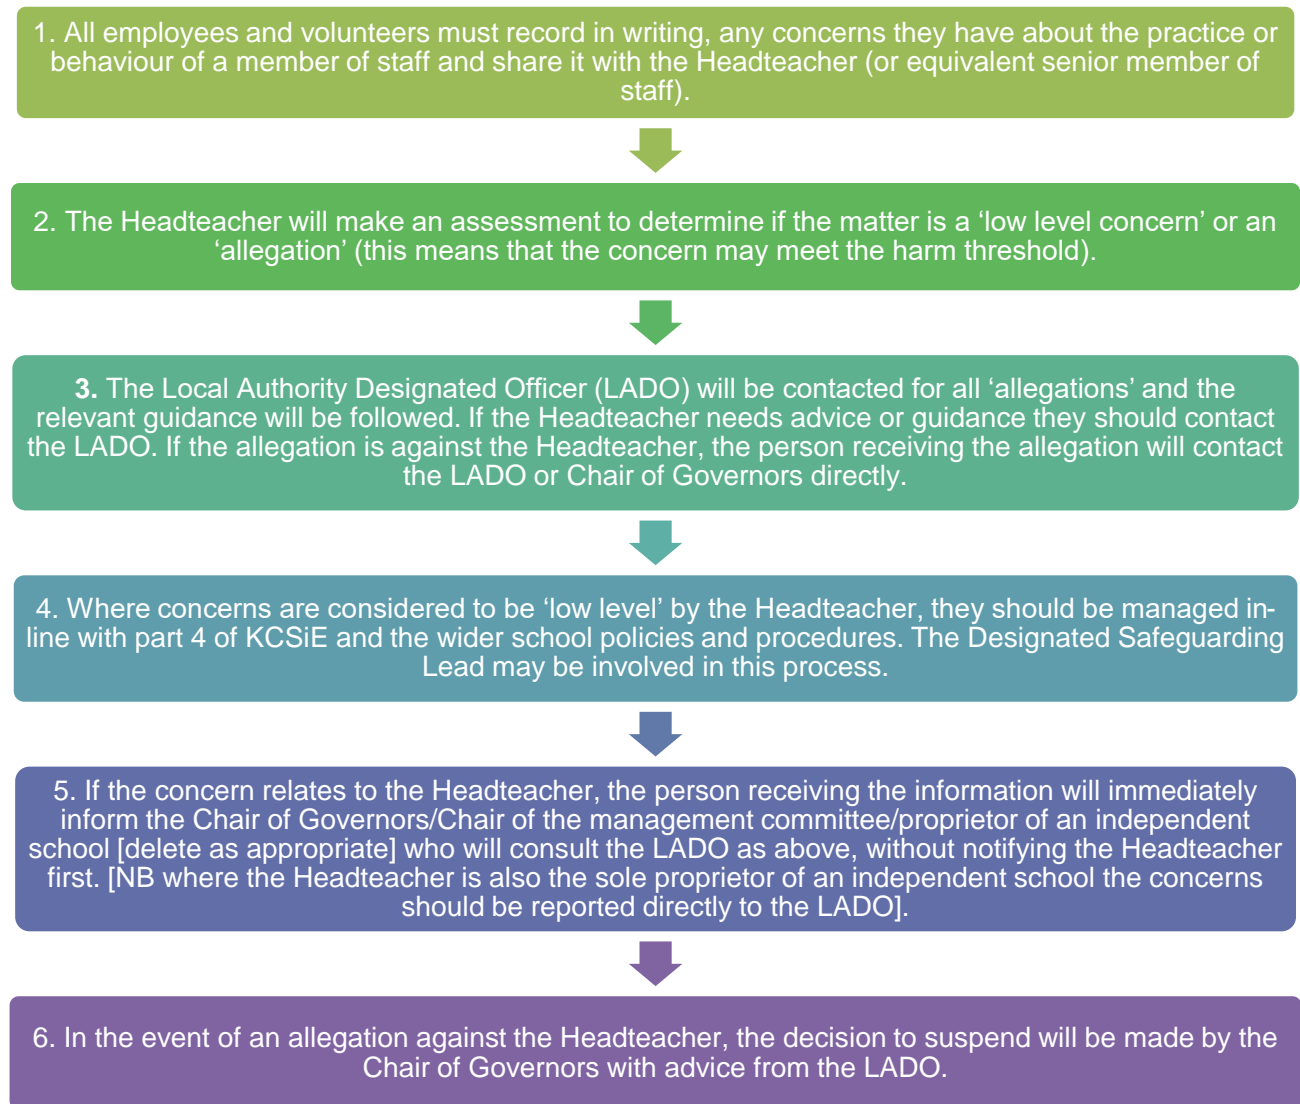 1. All employees and volunteers must record in writing, any concerns they have about the practice or
behaviour of a member of staff and share it with the Headteacher (or equivalent senior member of
staff).
2. The Headteacher will make an assessment to determine if the matter is a ‘low level concern’ or an
‘allegation’ (this means that the concern may meet the harm threshold).
3. The Local Authority Designated Officer (LADO) will be contacted for all ‘allegations’ and the
relevant guidance will be followed. If the Headteacher needs advice or guidance they should contact
the LADO. If the allegation is against the Headteacher, the person receiving the allegation will contact
the LADO or Chair of Governors directly.
4. Where concerns are considered to be ‘low level’ by the Headteacher, they should be managed in-
line with part 4 of KCSiE and the wider school policies and procedures. The Designated Safeguarding
Lead may be involved in this process.
5. If the concern relates to the Headteacher, the person receiving the information will immediately
inform the Chair of Governors/Chair of the management committee/proprietor of an independent
school [delete as appropriate] who will consult the LADO as above, without notifying the Headteacher
first. [NB where the Headteacher is also the sole proprietor of an independent school the concerns
should be reported directly to the LADO].
6. In the event of an allegation against the Headteacher, the decision to suspend will be made by the
Chair of Governors with advice from the LADO.